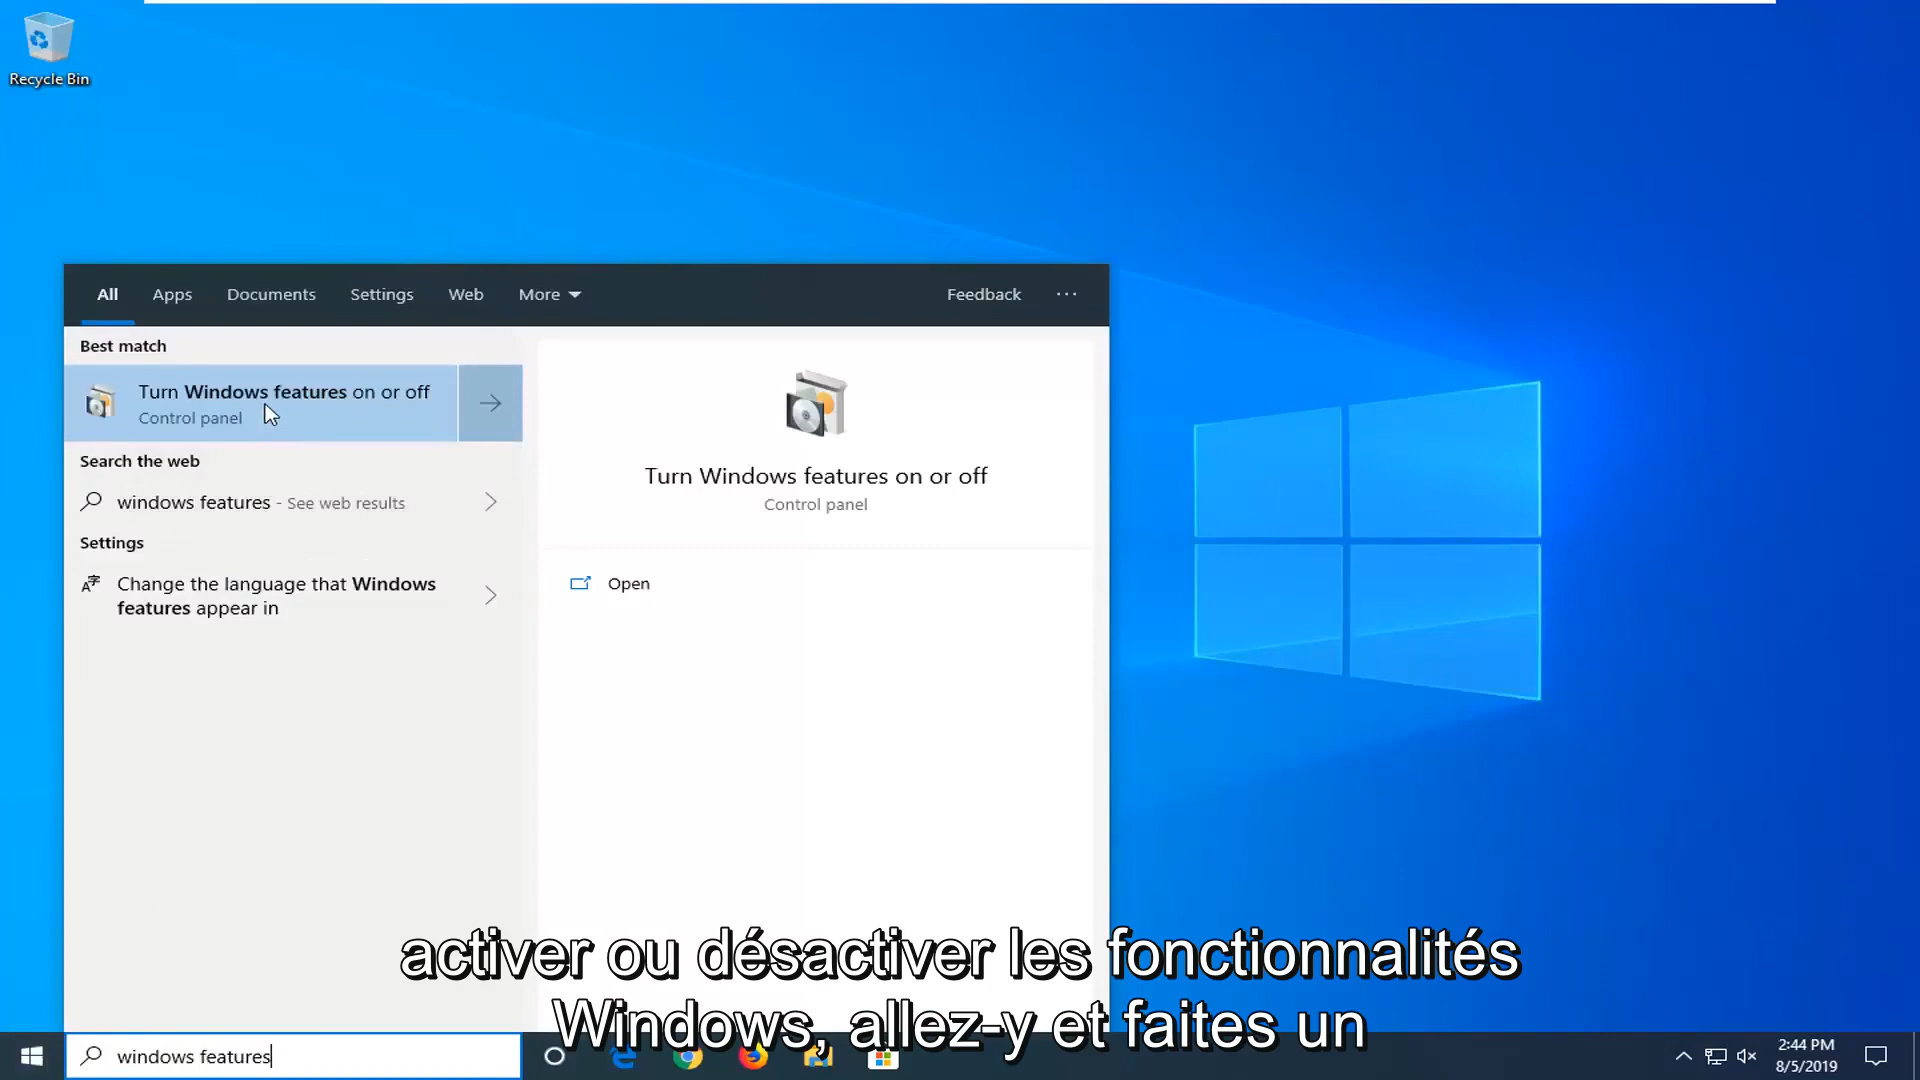 Recycle Bin
All Apps Documents Settings Web More Feedback ...
Best match
Turn Windows features on or off
Control panel
Search the web
windows features - See web results
Settings
Change the language that Windows
features appear in
Turn Windows features on or off
Control panel
Open
activer ou désactiver les fonctionnalités
Windows, allez-y et faites un
windows features
2:44 PM
8/5/2019